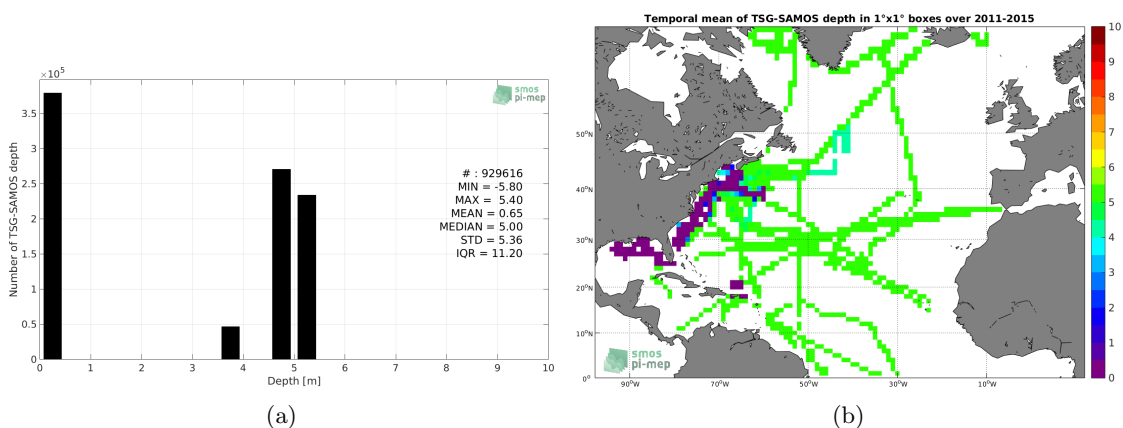 ×10⁵
3.5
3
2.5
2
1.5
1
0.5
0
0 1 2 3 4 5 6 7 8 9 10
Number of TSG-SAMOS depth
Depth [m]
smos
pi-mep
# : 929616
MIN = -5.80
MAX = 5.40
MEAN = 0.65
MEDIAN = 5.00
STD = 5.36
IQR = 11.20
(a)
Temporal mean of TSG-SAMOS depth in 1°x1° boxes over 2011-2015
50°N
40°N
30°N
20°N
10°N
0°
90°W 70°W 50°W 30°W 10°W
smos
pi-mep
10
9
8
7
6
5
4
3
2
1
0
(b)